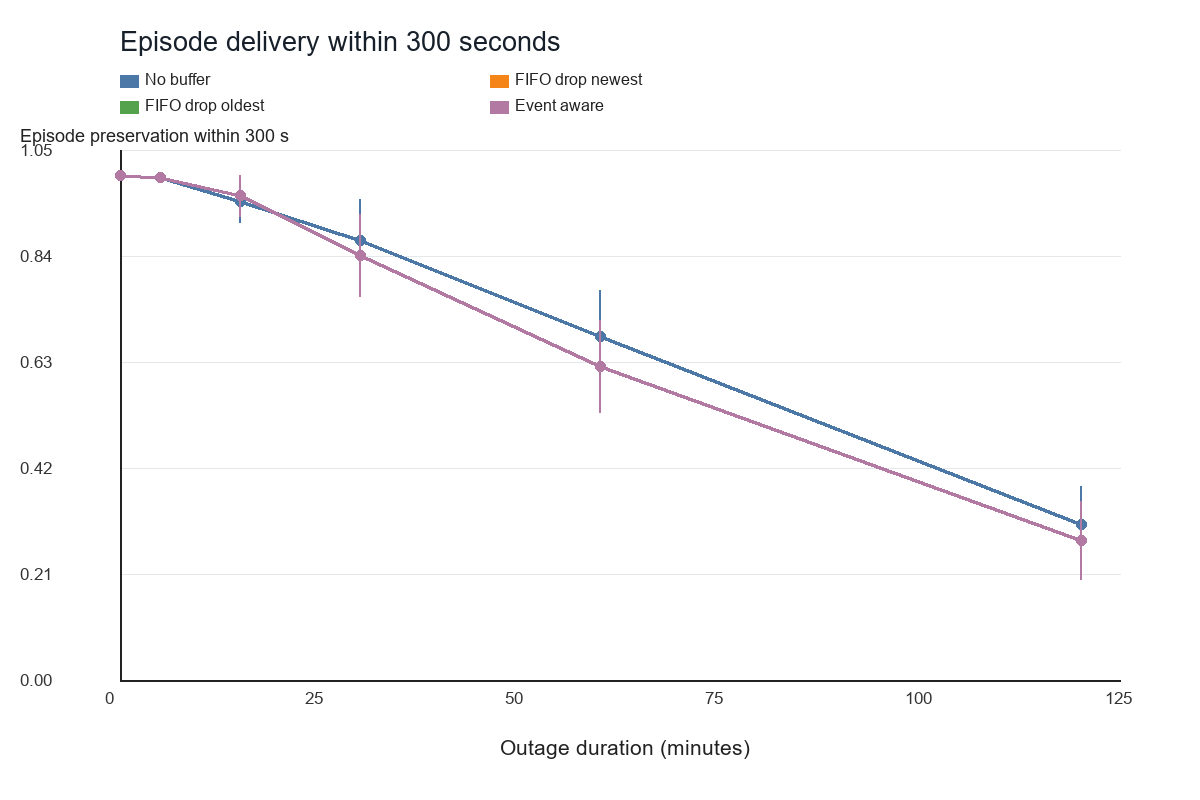 Episode delivery within 300 seconds
No buffer
FIFO drop newest
FIFO drop oldest
Event aware
Episode preservation within 300 s
1.05
0.84
0.63
0.42
0.21
0.00
0 25 50 75 100 125
Outage duration (minutes)